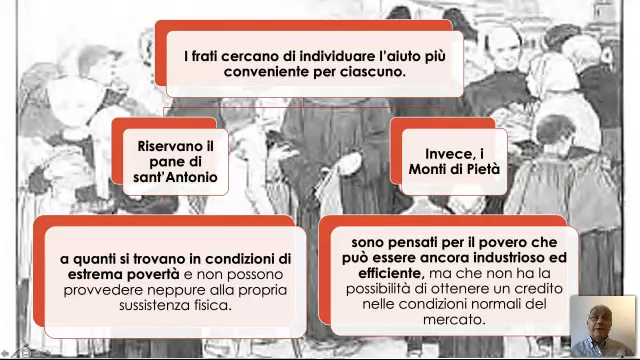 I frati cercano di individuare l'aiuto più
conveniente per ciascuno.
Riservano il
pane di
sant'Antonio
Invece, i
Monti di Pietà
a quanti si trovano in condizioni di
estrema povertà e non possono
provvedere neppure alla propria
sussistenza fisica.
sono pensati per il povero che
può essere ancora industrioso ed
efficiente, ma che non ha la
possibilità di ottenere un credito
nelle condizioni normali del
mercato.